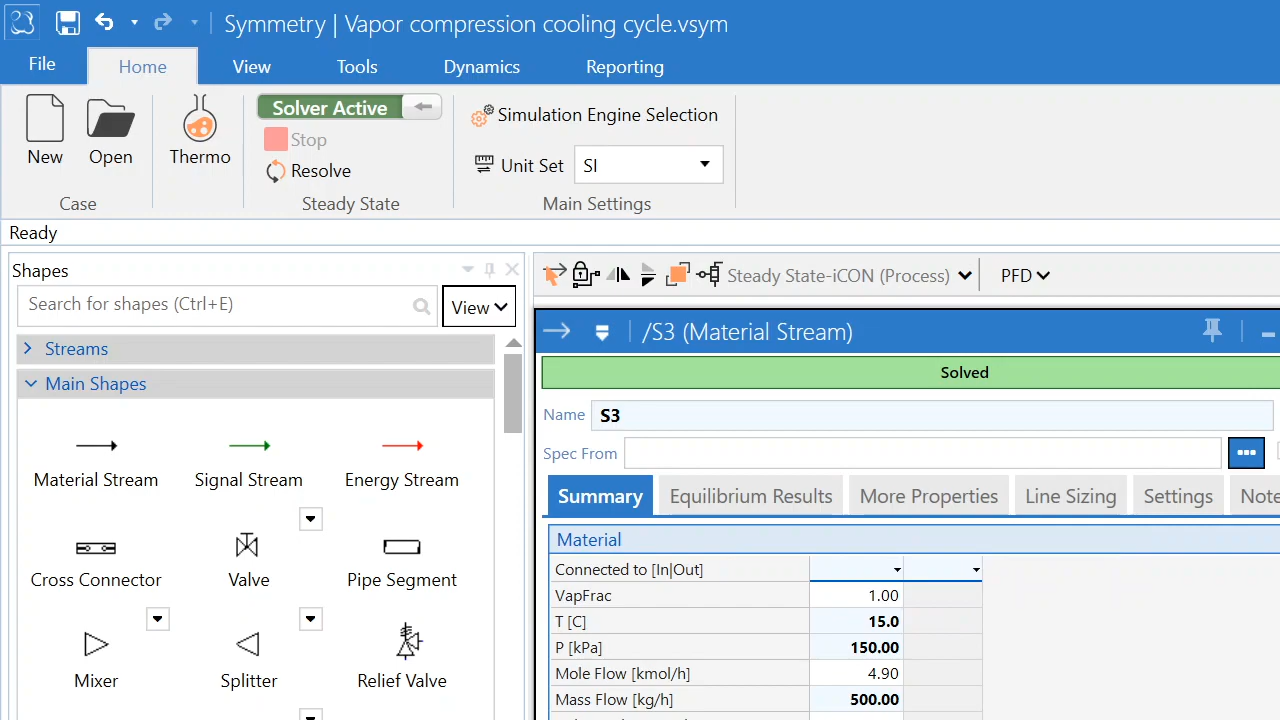 Symmetry | Vapor compression cooling cycle.vsym
File Home View Tools Dynamics Reporting
New Open Thermo Solver Active Stop Resolve Simulation Engine Selection Unit Set SI
Case Steady State Main Settings
Ready
Shapes
Search for shapes (Ctrl+E) View
Streams
Main Shapes
Material Stream Signal Stream Energy Stream
Cross Connector Valve Pipe Segment
Mixer Splitter Relief Valve
Steady State-iCON (Process) PFD
/S3 (Material Stream)
Solved
Name S3
Spec From
Summary Equilibrium Results More Properties Line Sizing Settings Note
Material
Connected to [In|Out]
VapFrac 1.00
T [C] 15.0
P [kPa] 150.00
Mole Flow [kmol/h] 4.90
Mass Flow [kg/h] 500.00